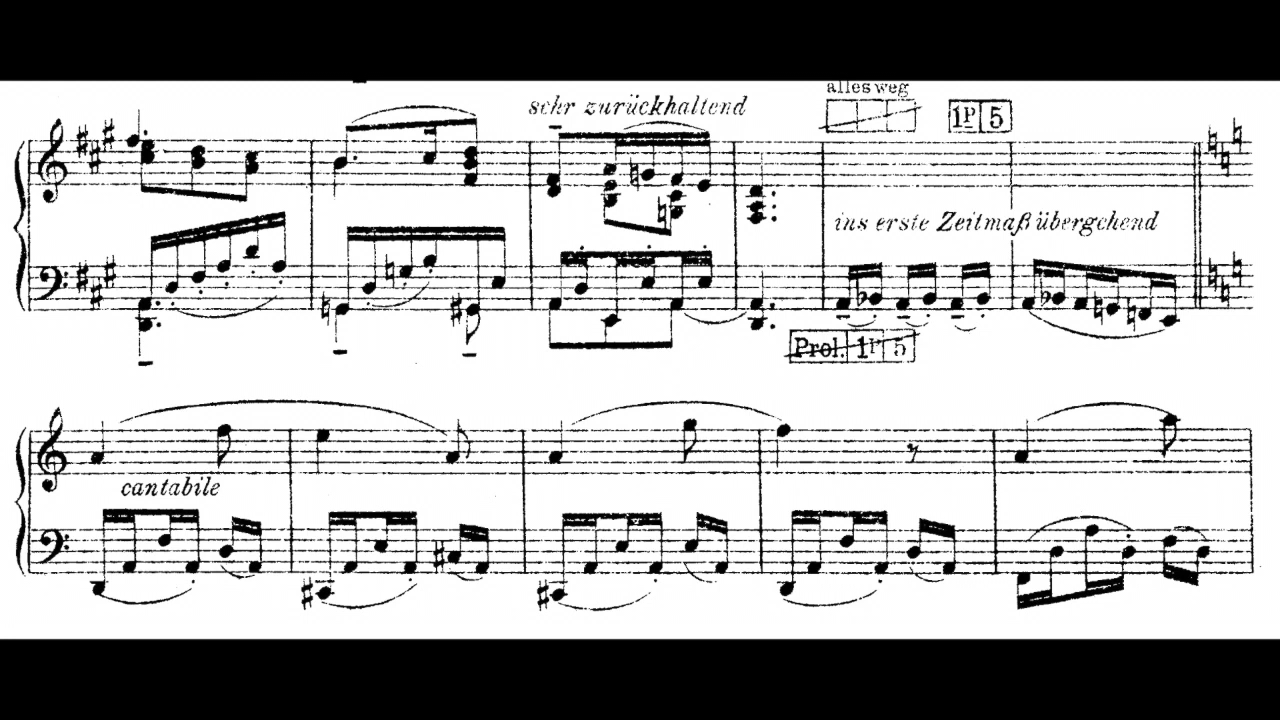 alles weg
sehr zurückhaltend
1P 5
ins erste Zeitmaß übergehend
Prol. 1P 5
cantabile